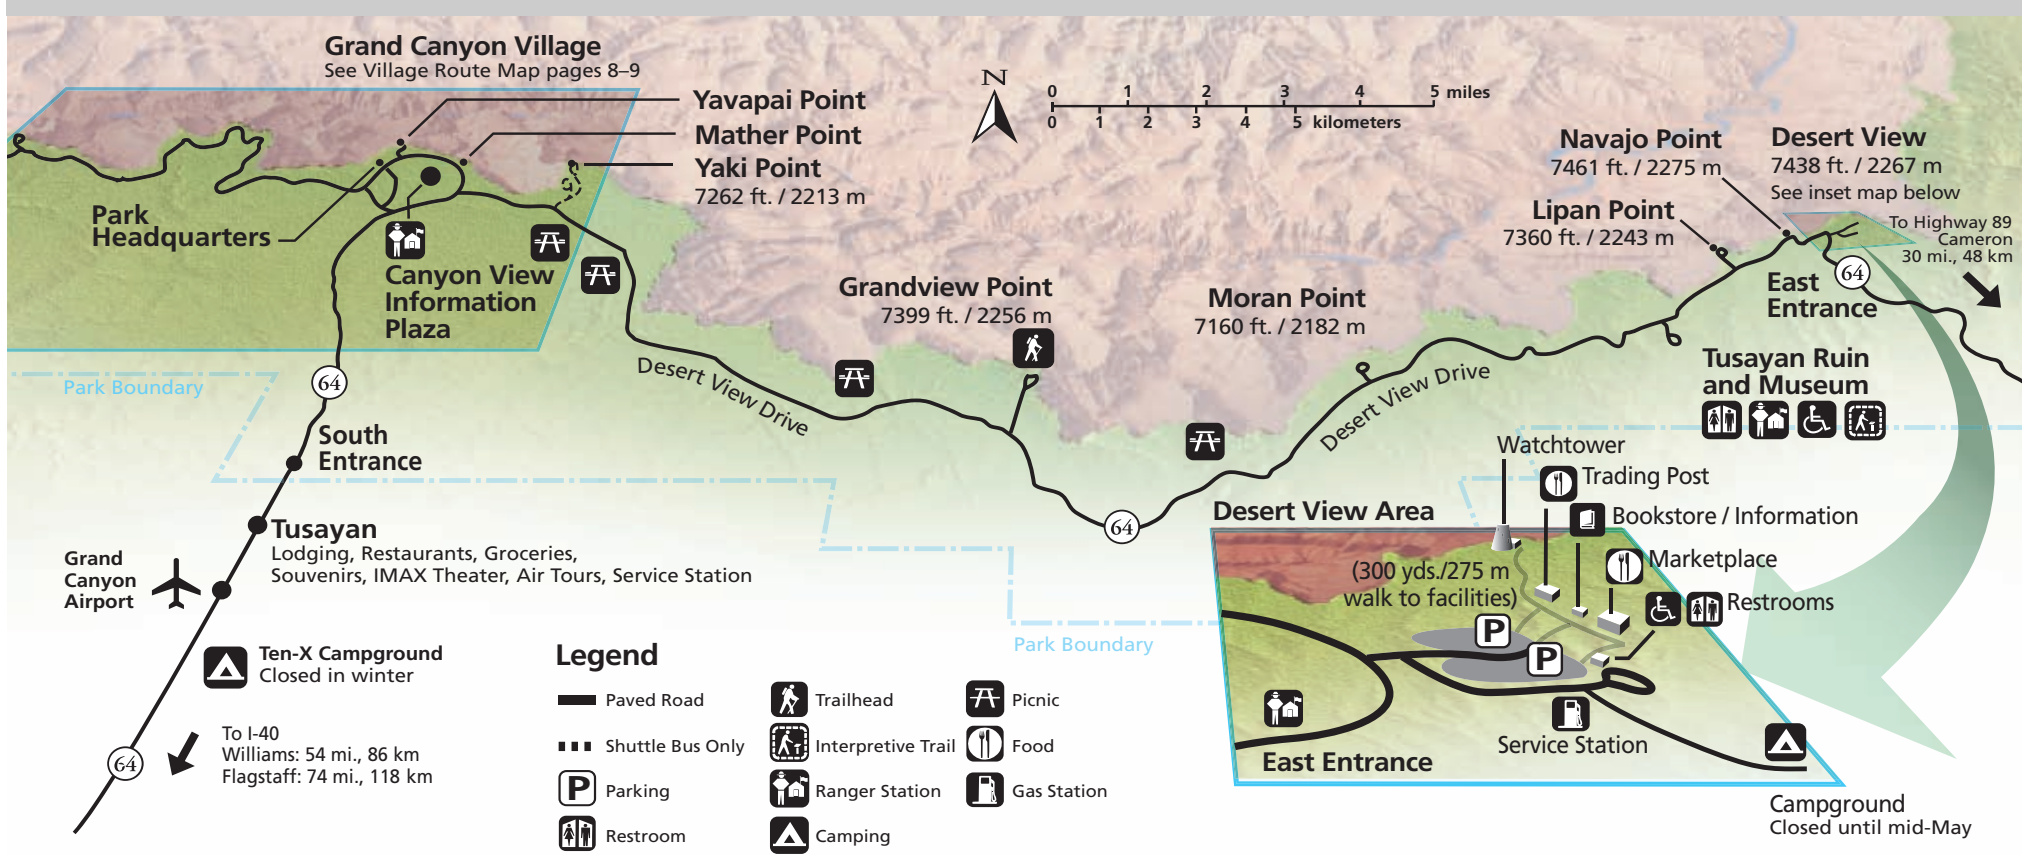 Grand Canyon Village
See Village Route Map pages 8–9
Yavapai Point
Mather Point
Yaki Point
7262 ft. / 2213 m
N
0 1 2 3 4 5 miles
0 1 2 3 4 5 kilometers
Navajo Point
7461 ft. / 2275 m
Desert View
7438 ft. / 2267 m
See inset map below
Lipan Point
7360 ft. / 2243 m
To Highway 89
Cameron
30 mi., 48 km
Park
Headquarters
Canyon View
Information
Plaza
Grandview Point
7399 ft. / 2256 m
Moran Point
7160 ft. / 2182 m
64
East
Entrance
Park Boundary
64
Desert View Drive
Desert View Drive
Tusayan Ruin
and Museum
South
Entrance
64
Tusayan
Lodging, Restaurants, Groceries,
Souvenirs, IMAX Theater, Air Tours, Service Station
Grand
Canyon
Airport
Ten-X Campground
Closed in winter
To I-40
Williams: 54 mi., 86 km
Flagstaff: 74 mi., 118 km
64
Park Boundary
Legend
Paved Road
Shuttle Bus Only
P
Parking
Restroom
Trailhead
Interpretive Trail
Ranger Station
Camping
Picnic
Food
Gas Station
Desert View Area
Watchtower
Trading Post
Bookstore / Information
Marketplace
Restrooms
(300 yds./275 m
walk to facilities)
P
P
Service Station
East Entrance
Campground
Closed until mid-May